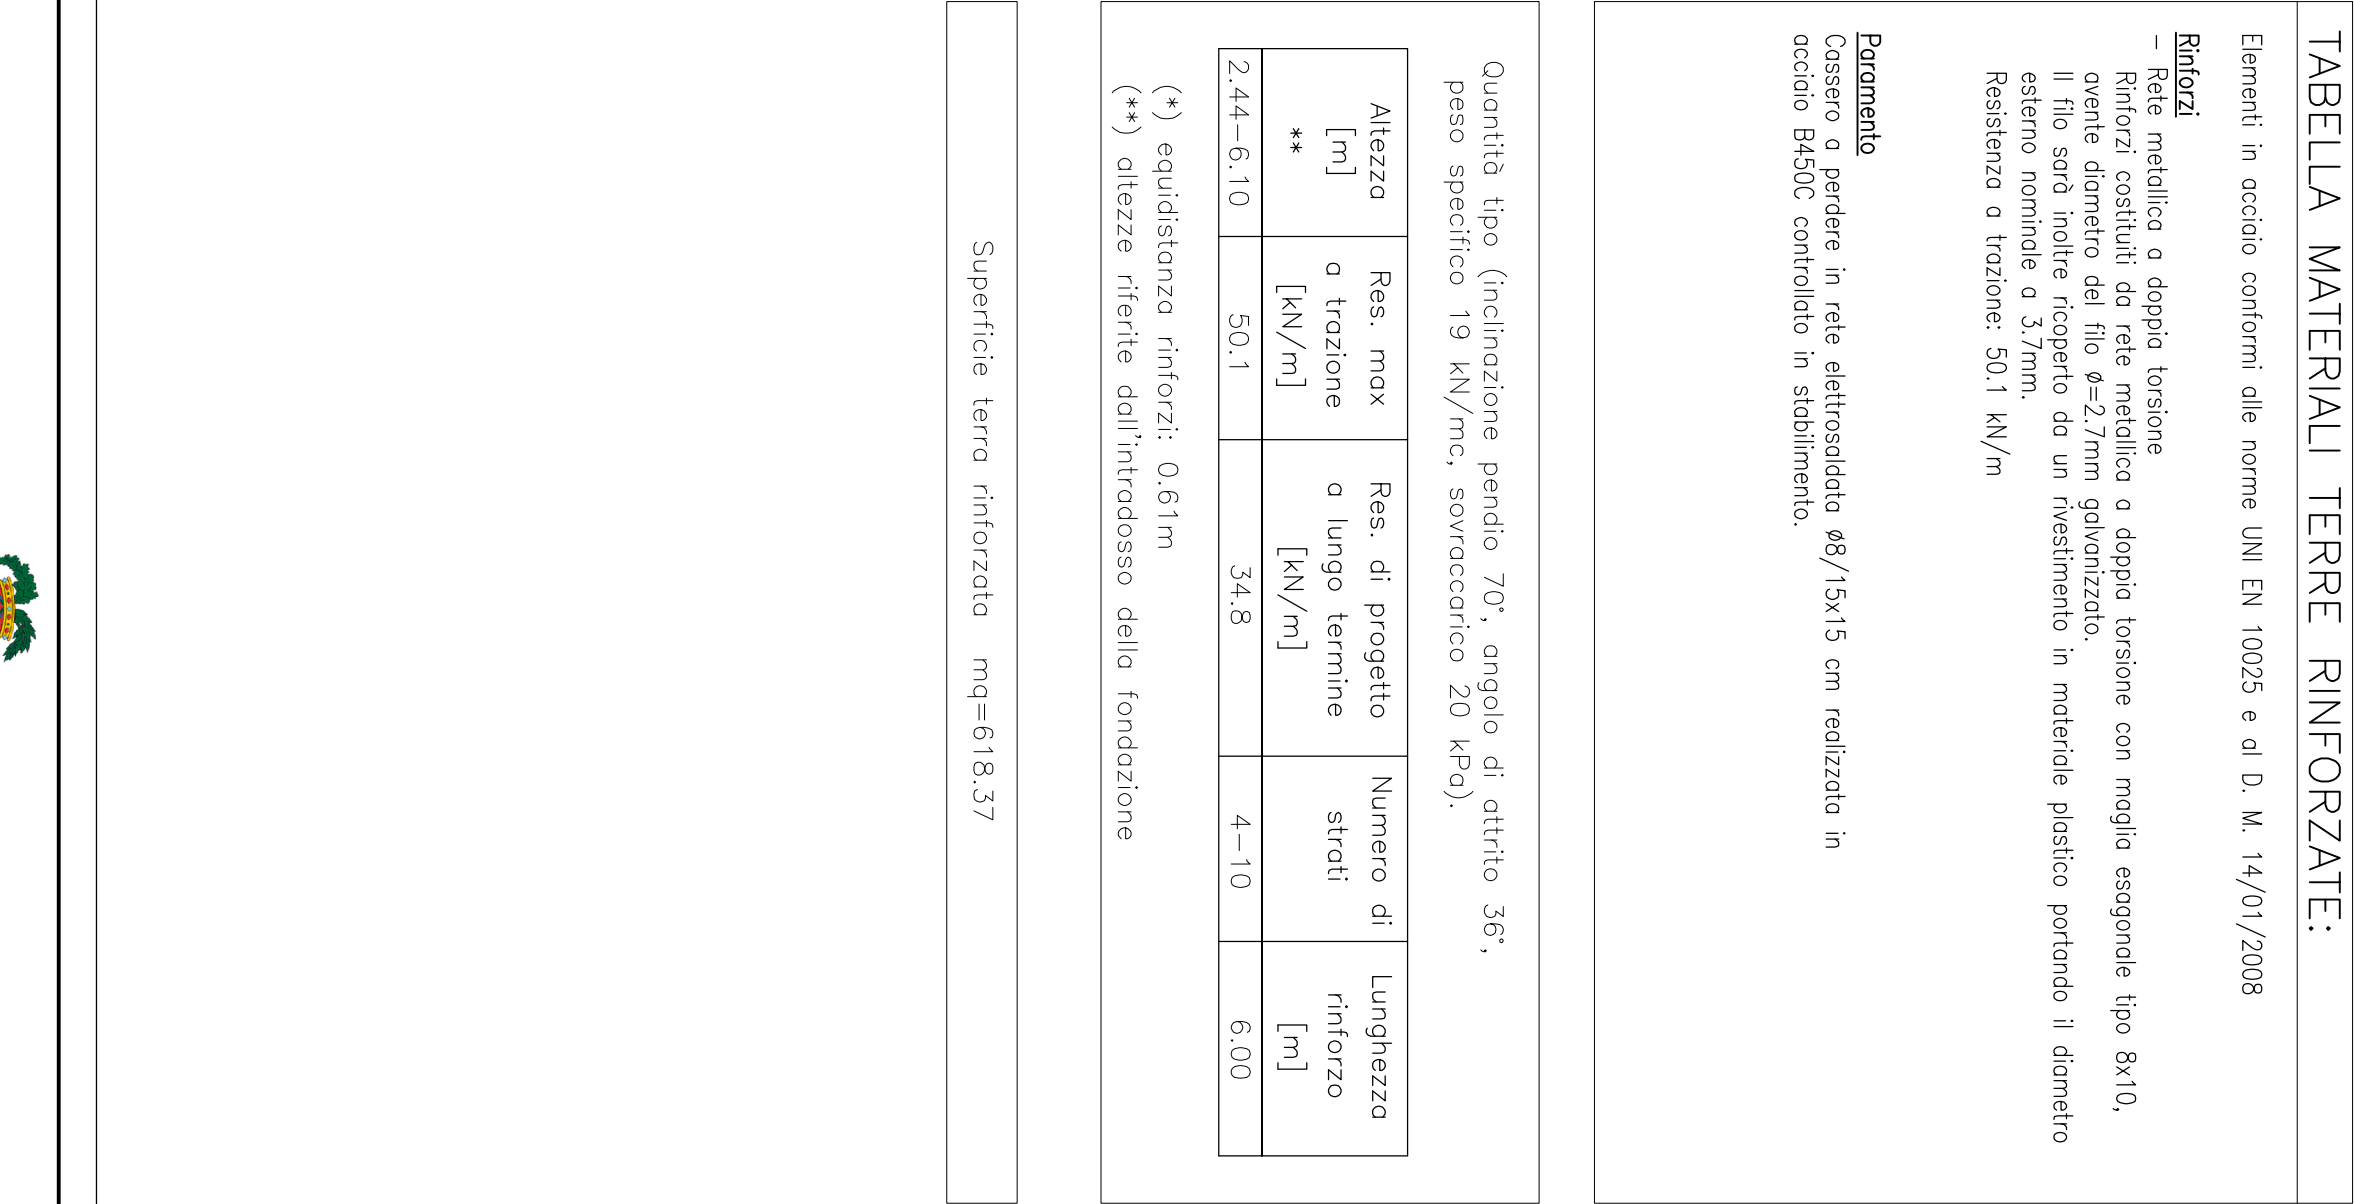 TABELLA MATERIALI TERRE RINFORZATE:
Elementi in acciaio conformi alle norme UNI EN 10025 e al D. M. 14/01/2008
Rinforzi
– Rete metallica a doppia torsione
Rinforzi costituiti da rete metallica a doppia torsione con maglia esagonale tipo 8x10,
avente diametro del filo ø=2.7mm galvanizzato.
Il filo sarà inoltre ricoperto da un rivestimento in materiale plastico portando il diametro
esterno nominale a 3.7mm.
Resistenza a trazione: 50.1 kN/m
Paramento
Cassero a perdere in rete elettrosaldata ø8/15x15 cm realizzata in
acciaio B450C controllato in stabilimento.
Quantità tipo (inclinazione pendio 70°, angolo di attrito 36°,
peso specifico 19 kN/mc, sovraccarico 20 kPa).
Altezza Res. max Res. di progetto Numero di Lunghezza
[m] a trazione a lungo termine strati rinforzo
** [kN/m] [kN/m] [m]
2.44–6.10 50.1 34.8 4–10 6.00
(*) equidistanza rinforzi: 0.61m
(**) altezze riferite dall'intradosso della fondazione
Superficie terra rinforzata mq=618.37